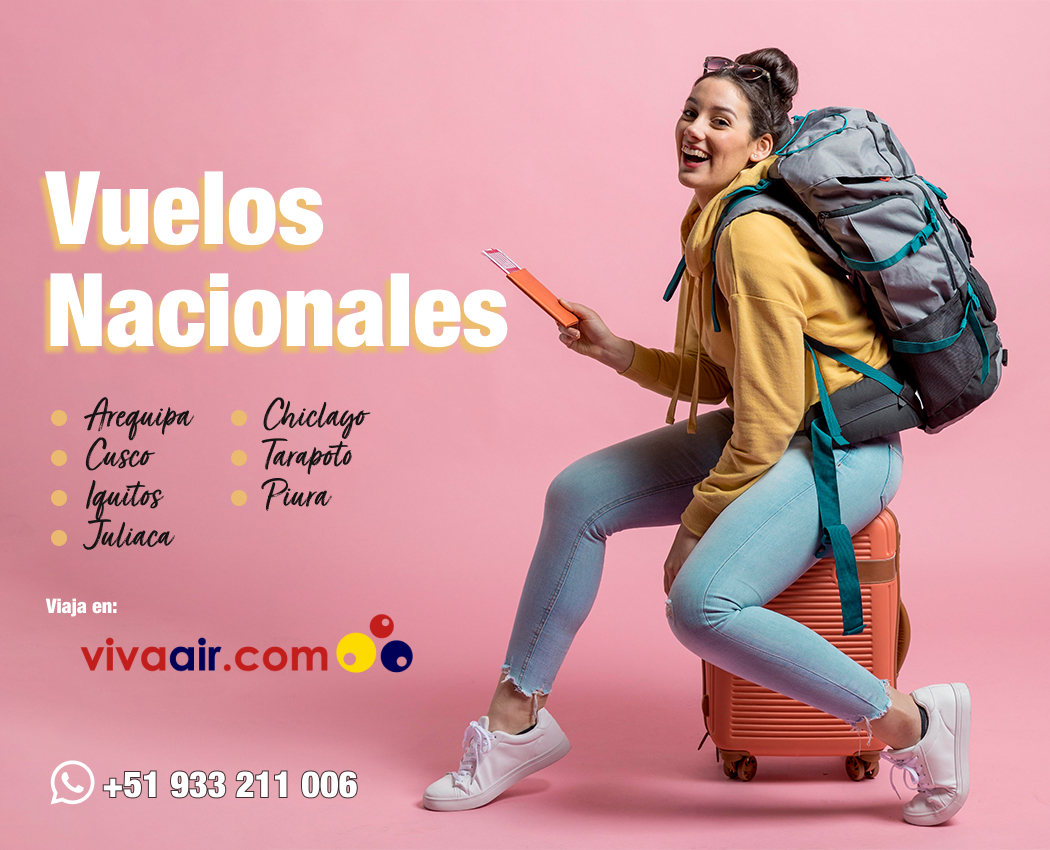 Vuelos
Nacionales
Arequipa
Cusco
Iquitos
Juliaca
Chiclayo
Tarapoto
Piura
Viaja en:
vivaair.com
+51 933 211 006